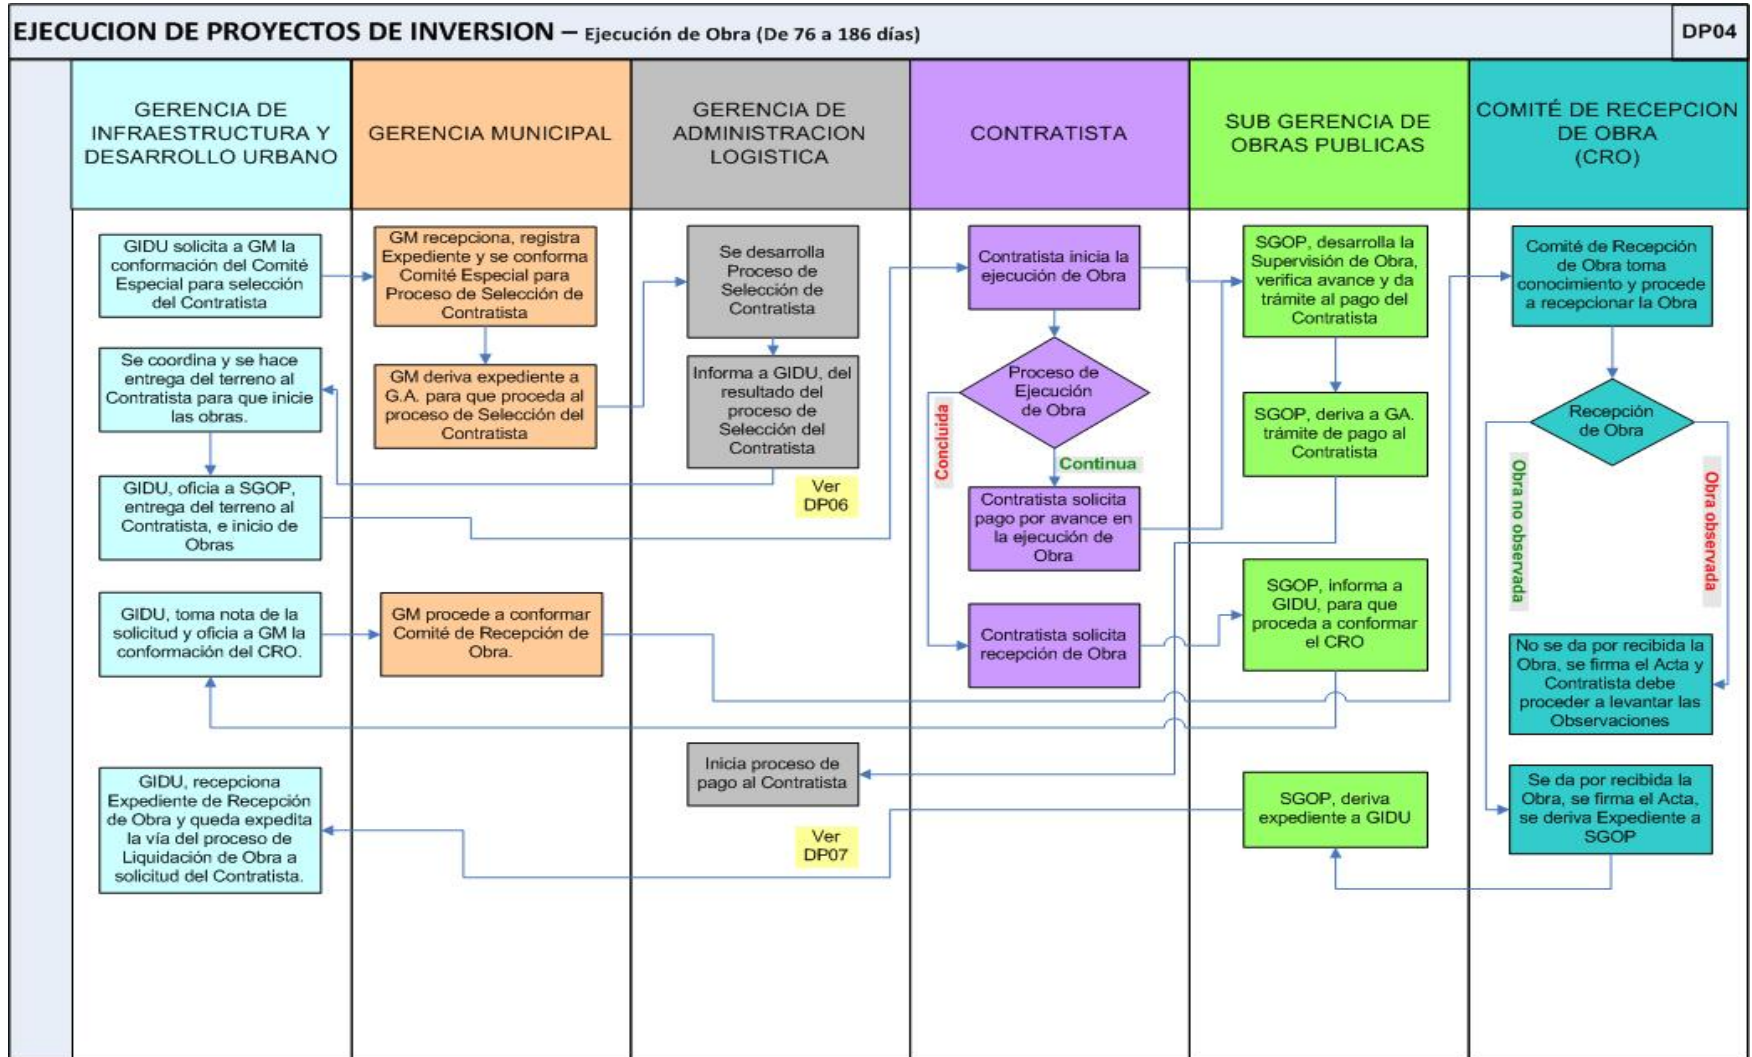 EJECUCION DE PROYECTOS DE INVERSION – Ejecución de Obra (De 76 a 186 días)
DP04
GERENCIA DE
INFRAESTRUCTURA Y
DESARROLLO URBANO
GERENCIA MUNICIPAL
GERENCIA DE
ADMINISTRACION
LOGISTICA
CONTRATISTA
SUB GERENCIA DE
OBRAS PUBLICAS
COMITÉ DE RECEPCION
DE OBRA
(CRO)
GIDU solicita a GM la
conformación del Comité
Especial para selección
del Contratista
Se coordina y se hace
entrega del terreno al
Contratista para que inicie
las obras.
GIDU, oficia a SGOP,
entrega del terreno al
Contratista, e inicio de
Obras
GIDU, toma nota de la
solicitud y oficia a GM la
conformación del CRO.
GIDU, recepciona
Expediente de Recepción
de Obra y queda expedita
la vía del proceso de
Liquidación de Obra a
solicitud del Contratista.
GM recepciona, registra
Expediente y se conforma
Comité Especial para
Proceso de Selección de
Contratista
GM deriva expediente a
G.A. para que proceda al
proceso de Selección del
Contratista
GM procede a conformar
Comité de Recepción de
Obra.
Se desarrolla
Proceso de
Selección de
Contratista
Informa a GIDU, del
resultado del
proceso de
Selección del
Contratista
Ver
DP06
Inicia proceso de
pago al Contratista
Ver
DP07
Contratista inicia la
ejecución de Obra
Proceso de
Ejecución
de Obra
Concluida
Continua
Contratista solicita
pago por avance en
la ejecución de
Obra
Contratista solicita
recepción de Obra
SGOP, desarrolla la
Supervisión de Obra,
verifica avance y da
trámite al pago del
Contratista
SGOP, deriva a GA.
trámite de pago al
Contratista
SGOP, informa a
GIDU, para que
proceda a conformar
el CRO
SGOP, deriva
expediente a GIDU
Comité de Recepción
de Obra toma
conocimiento y procede
a recepcionar la Obra
Recepción
de Obra
Obra no observada
Obra observada
No se da por recibida la
Obra, se firma el Acta y
Contratista debe
proceder a levantar las
Observaciones
Se da por recibida la
Obra, se firma el Acta,
se deriva Expediente a
SGOP